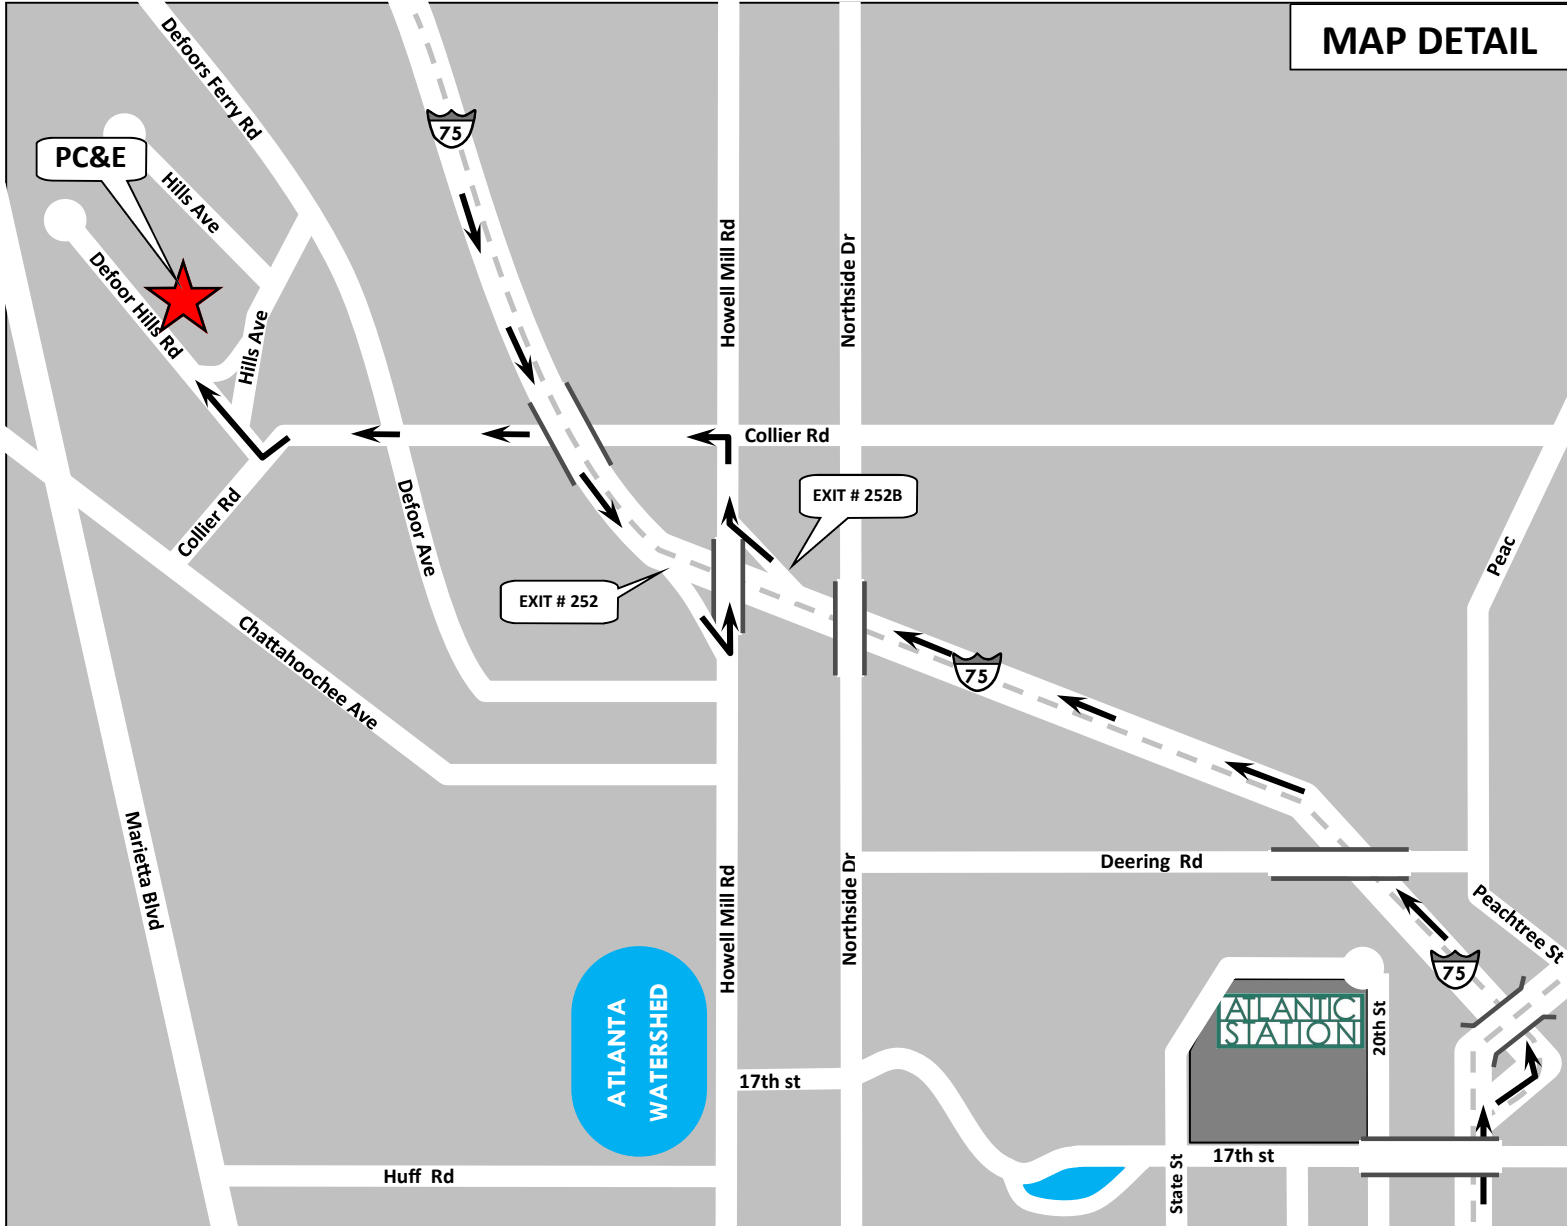 MAP DETAIL
Defoors Ferry Rd
75
PC&E
Hills Ave
Defoor Hills Rd
Hills Ave
Howell Mill Rd
Northside Dr
Collier Rd
EXIT # 252B
Collier Rd
Defoor Ave
Peac
EXIT # 252
Chattahoochee Ave
75
Marietta Blvd
Howell Mill Rd
Northside Dr
Deering Rd
Peachtree St
75
ATLANTA
WATERSHED
ATLANTIC
STATION
20th St
17th st
17th st
Huff Rd
State St